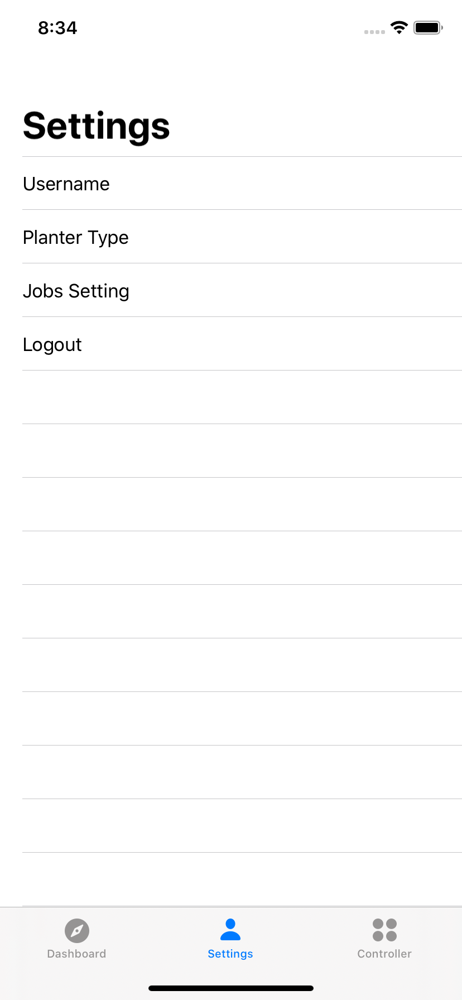 8:34
Settings
Username
Planter Type
Jobs Setting
Logout
Dashboard
Settings
Controller